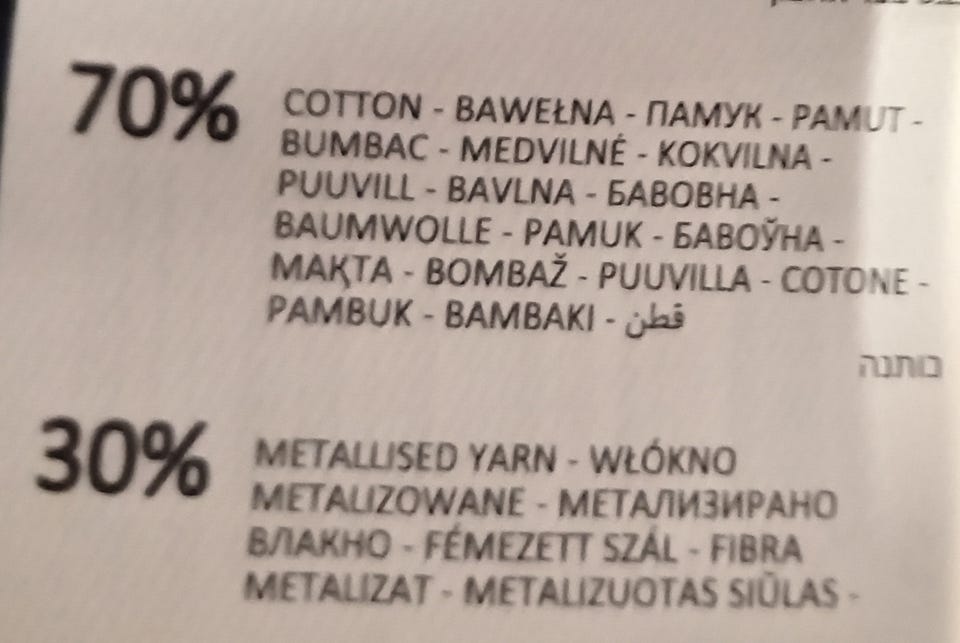 70%
COTTON - BAWEŁNA - ПАМУК - PAMUT -
BUMBAC - MEDVILNÉ - KOKVILNA -
PUUVILL - BAVLNA - БАВОВНА -
BAUMWOLLE - PAMUK - БАВОЎНА -
МАҚТА - BOMBAŽ - PUUVILLA - COTONE -
PAMBUK - BAMBAKI - قطن
כותנה
30%
METALLISED YARN - WŁÓKNO
METALIZOWANE - МЕТАЛИЗИРАНО
ВЛАКНО - FÉMEZETT SZÁL - FIBRA
METALIZAT - METALIZUOTAS SIŪLAS -